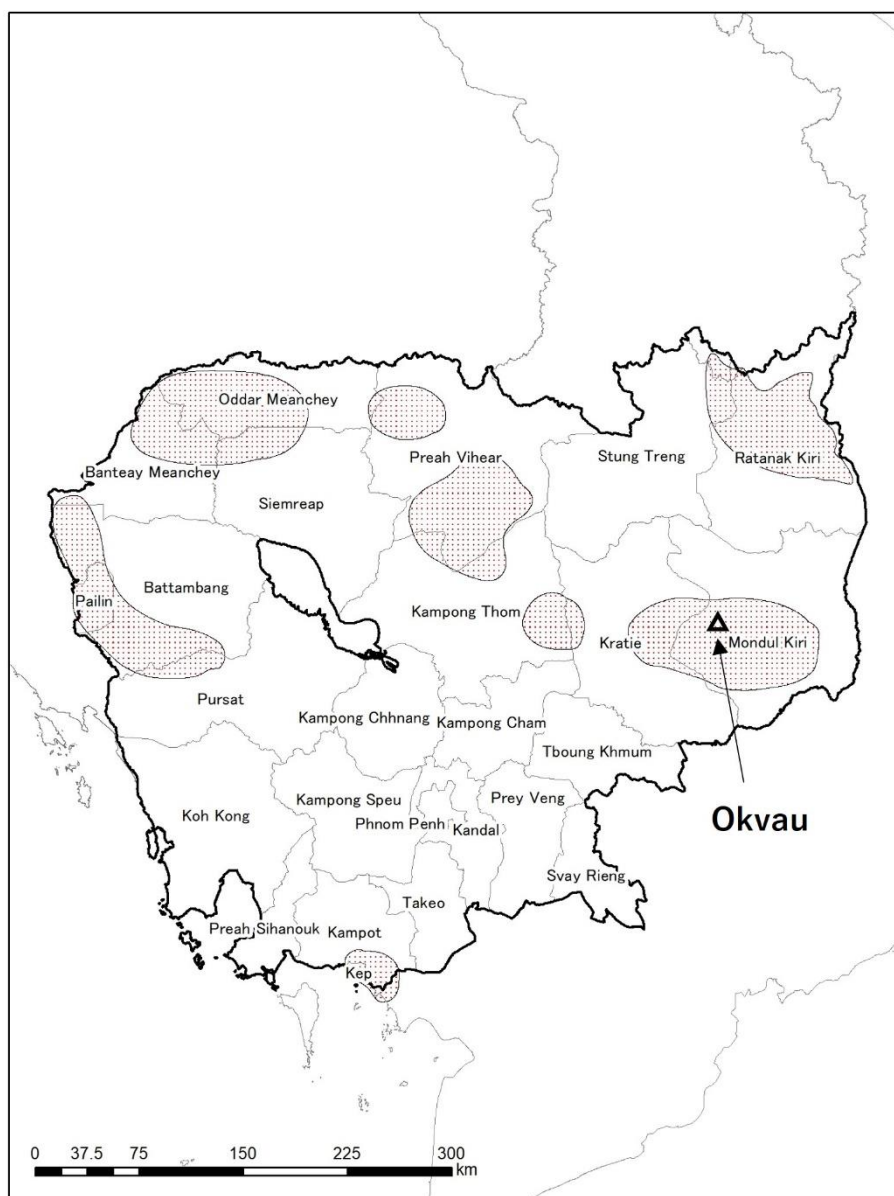 Oddar Meanchey
Preah Vihear
Stung Treng
Ratanak Kiri
Banteay Meanchey
Siemreap
Battambang
Pailin
Kampong Thom
Kratie
Mondul Kiri
Pursat
Kampong Chhnang
Kampong Cham
Tboung Khmum
Koh Kong
Kampong Speu
Prey Veng
Phnom Penh
Kandal
Okvau
Svay Rieng
Takeo
Preah Sihanouk
Kampot
Kep
0 37.5 75 150 225 300
km